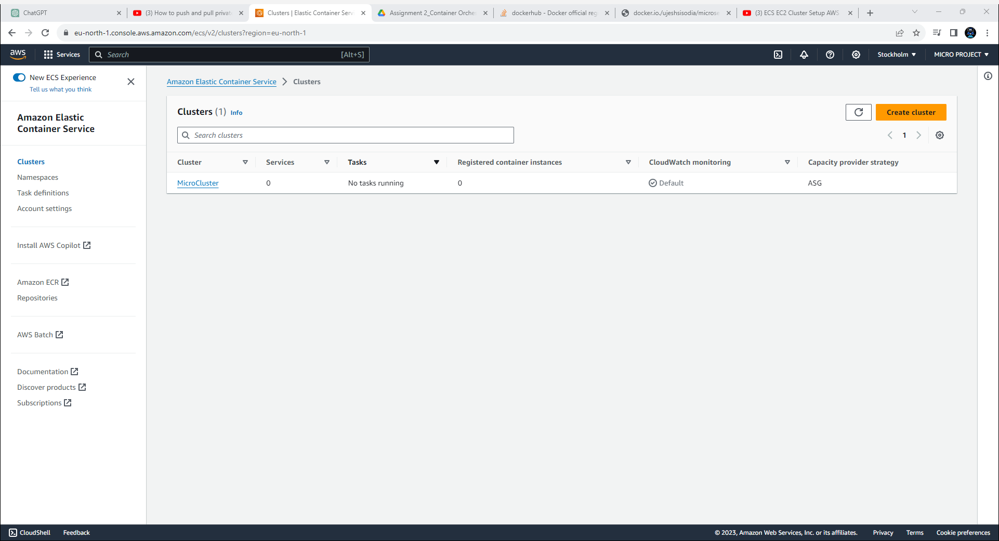 ChatGPT
(3) How to push and pull privat
Clusters | Elastic Container Serv
Assignment 2_Container Orches
dockerhub - Docker official reg
docker.io./ujeshsisodia/microse
(3) ECS EC2 Cluster Setup AWS
eu-north-1.console.aws.amazon.com/ecs/v2/clusters?region=eu-north-1
aws
Services
Search
[Alt+S]
Stockholm
MICRO PROJECT
New ECS Experience
Tell us what you think
Amazon Elastic
Container Service
Clusters
Namespaces
Task definitions
Account settings
Install AWS Copilot
Amazon ECR
Repositories
AWS Batch
Documentation
Discover products
Subscriptions
Amazon Elastic Container Service > Clusters
Clusters (1) Info
Create cluster
Search clusters
1
Cluster Services Tasks Registered container instances CloudWatch monitoring Capacity provider strategy
MicroCluster 0 No tasks running 0 Default ASG
CloudShell Feedback
© 2023, Amazon Web Services, Inc. or its affiliates. Privacy Terms Cookie preferences